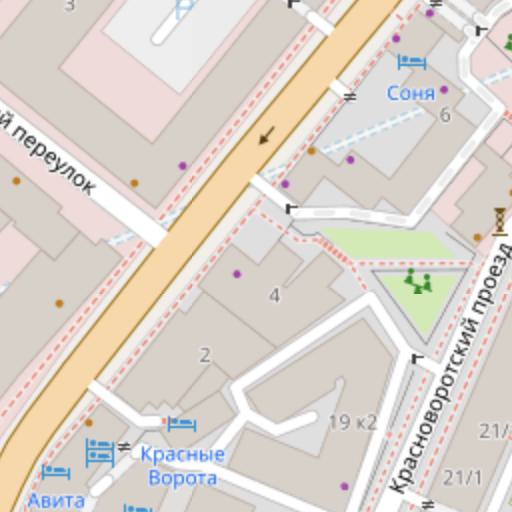 3
Соня
6
й переулок
4
2
19 к2
Красноворотский проезд
21/
21/1
Красные
Ворота
Авита